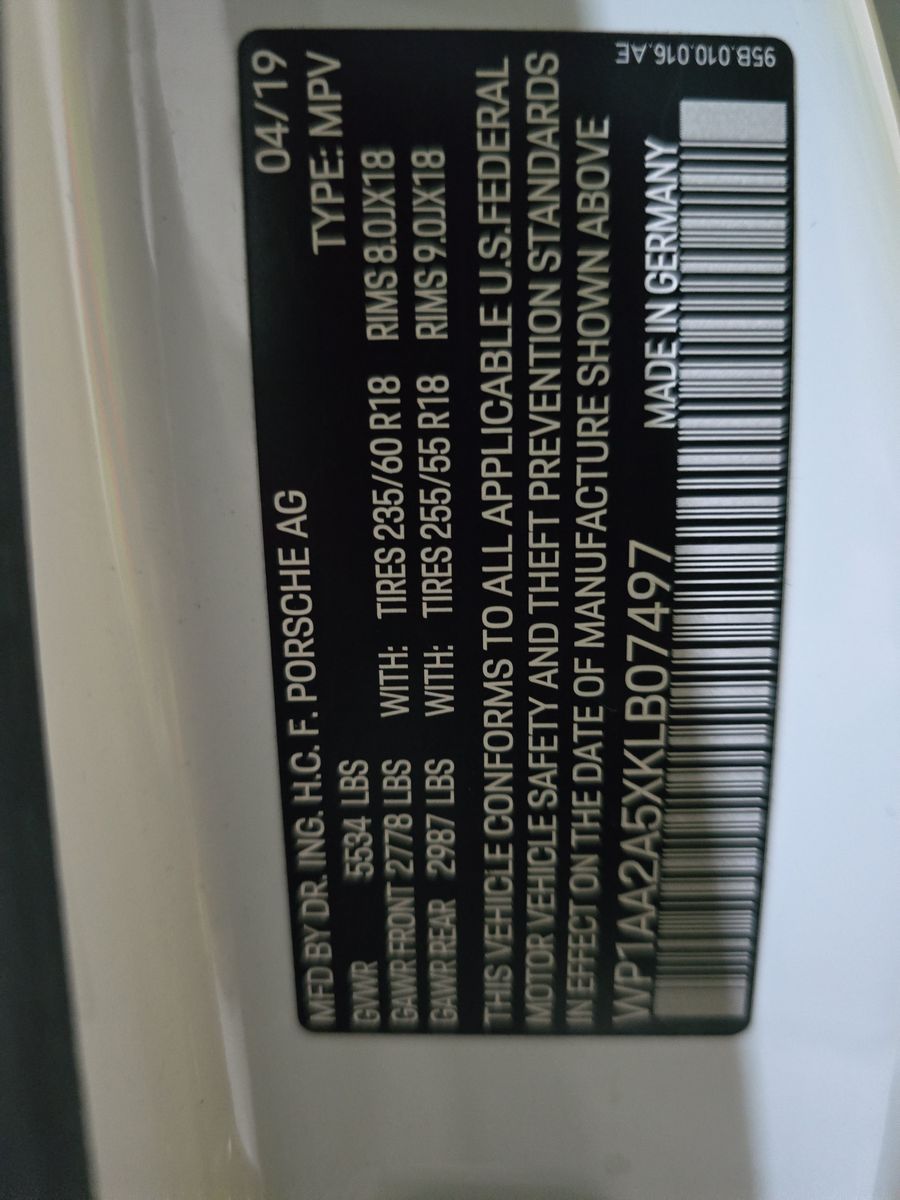 MFD BY DR. ING. H.C. F. PORSCHE AG 04/19
GVWR 5534 LBS TYPE: MPV
GAWR FRONT 2778 LBS WITH: TIRES 235/60 R18 RIMS 8.0JX18
GAWR REAR 2987 LBS WITH: TIRES 255/55 R18 RIMS 9.0JX18
THIS VEHICLE CONFORMS TO ALL APPLICABLE U.S.FEDERAL
MOTOR VEHICLE SAFETY AND THEFT PREVENTION STANDARDS
IN EFFECT ON THE DATE OF MANUFACTURE SHOWN ABOVE
WP1AA2A5XKLB07497 MADE IN GERMANY
95B.010.016.AE